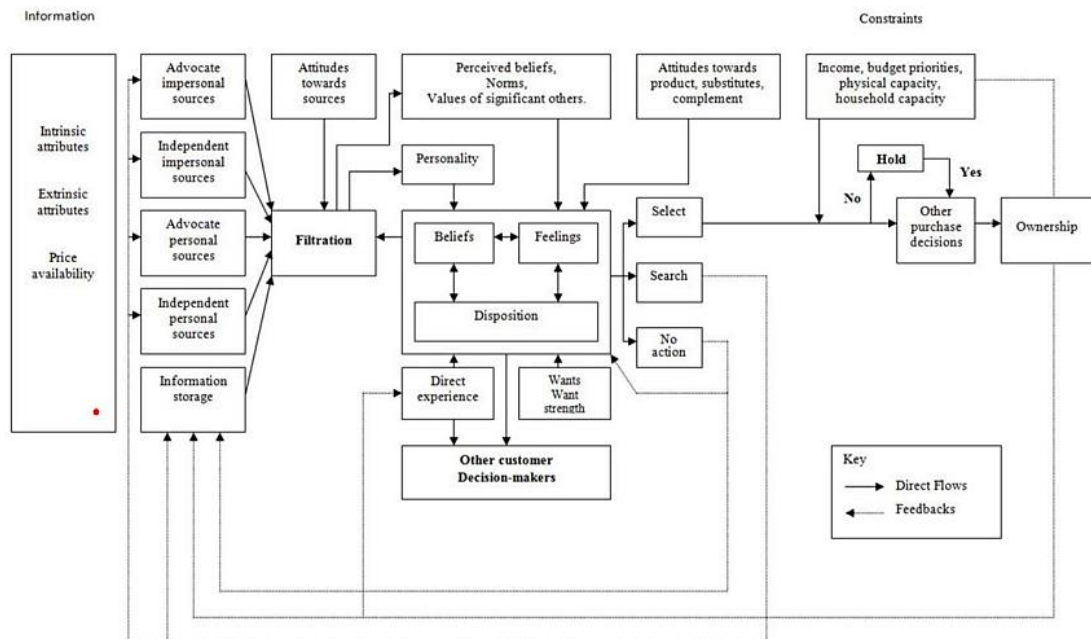 Information
Constraints
Intrinsic
attributes
Extrinsic
attributes
Price
availability
Advocate
impersonal
sources
Independent
impersonal
sources
Advocate
personal
sources
Independent
personal
sources
Information
storage
Attitudes
towards
sources
Filtration
Perceived beliefs,
Norms,
Values of significant others.
Personality
Attitudes towards
product, substitutes,
complement
Beliefs
Feelings
Disposition
Direct
experience
Wants
Want
strength
Other customer
Decision-makers
Select
Search
No
action
Income, budget priorities,
physical capacity,
household capacity
Hold
No
Yes
Other
purchase
decisions
Ownership
Key
Direct Flows
Feedbacks